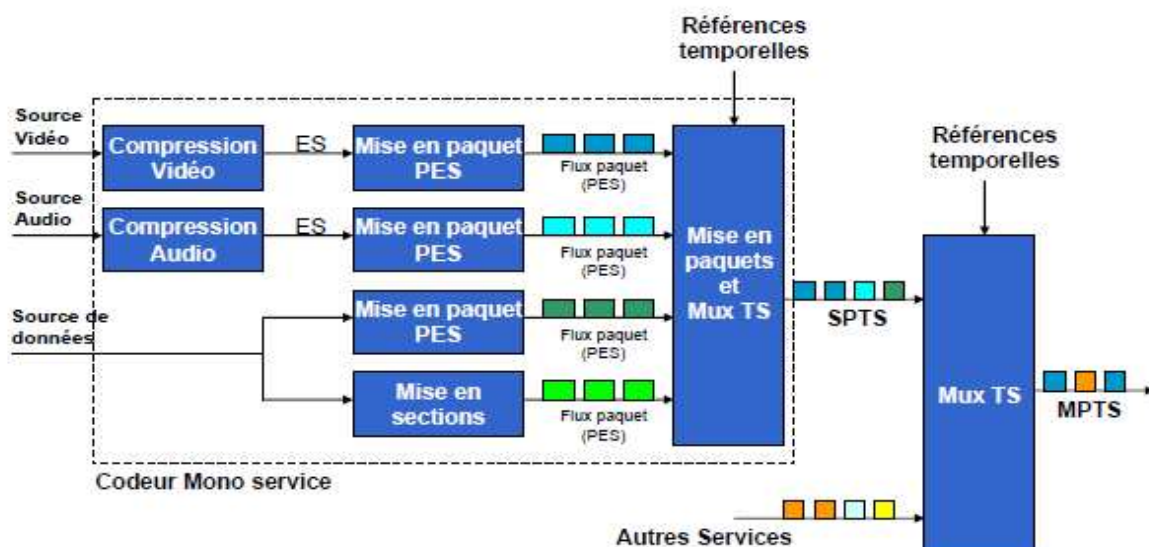 Références
temporelles
Source
Vidéo
Compression
Vidéo
ES
Mise en paquet
PES
Flux paquet
(PES)
Source
Audio
Compression
Audio
ES
Mise en paquet
PES
Flux paquet
(PES)
Source de
données
Mise en paquet
PES
Flux paquet
(PES)
Mise en
sections
Flux paquet
(PES)
Mise en
paquets
et
Mux TS
Codeur Mono service
SPTS
Références
temporelles
Mux TS
MPTS
Autres Services